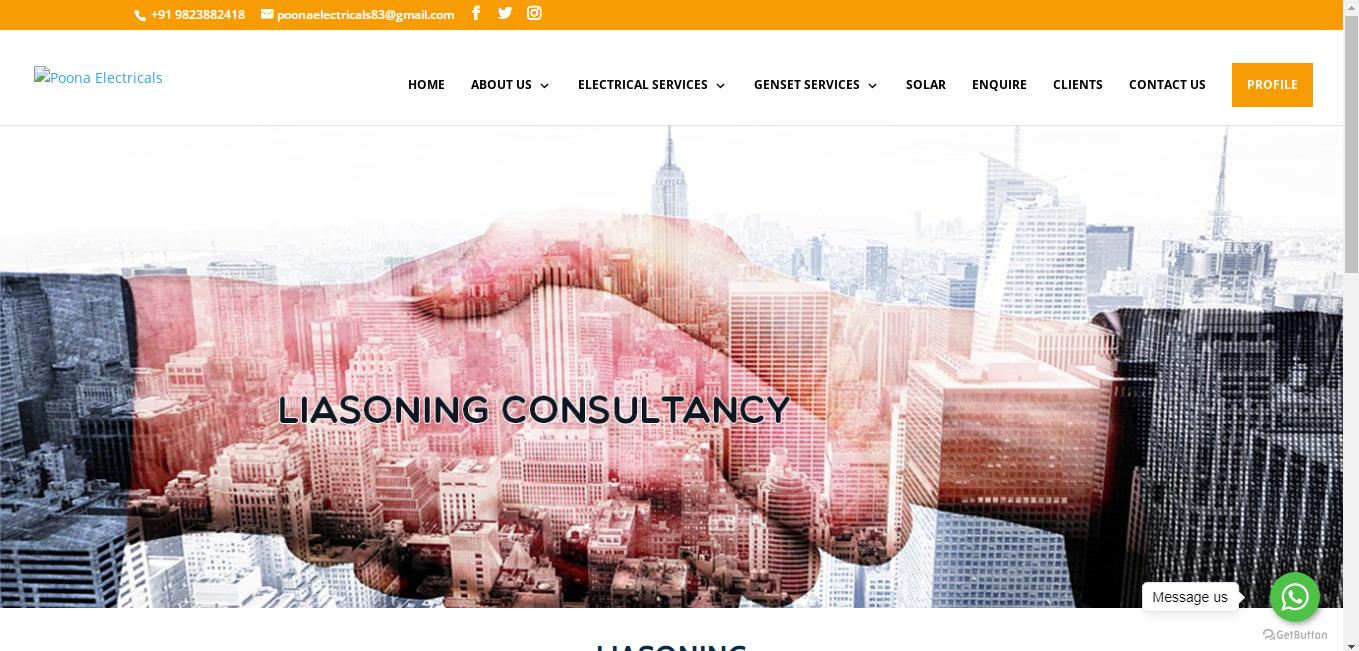 +91 9823882418 poonaelectricals83@gmail.com
Poona Electricals
HOME ABOUT US ELECTRICAL SERVICES GENSET SERVICES SOLAR ENQUIRE CLIENTS CONTACT US PROFILE
LIASONING CONSULTANCY
Message us
GetButton
LIASONING